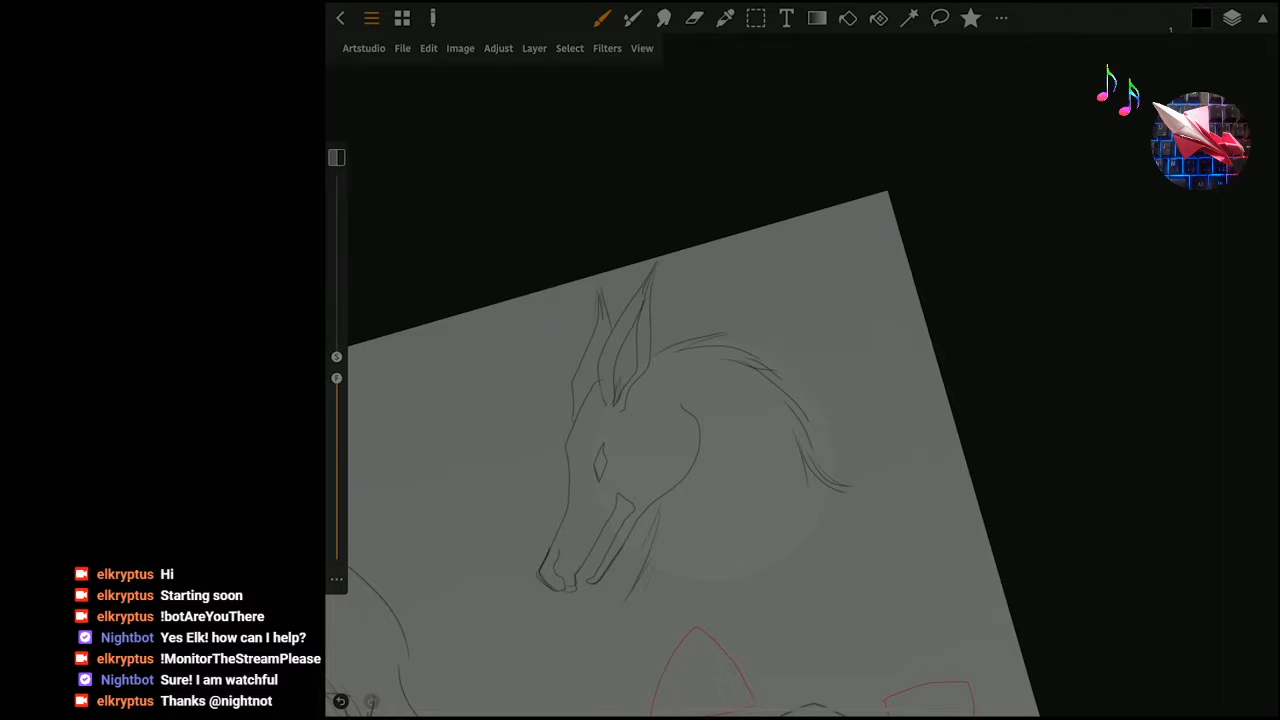 Artstudio File Edit Image Adjust Layer Select Filters View
1
S
F
elkryptus Hi
elkryptus Starting soon
elkryptus !botAreYouThere
Nightbot Yes Elk! how can I help?
elkryptus !MonitorTheStreamPlease
Nightbot Sure! I am watchful
elkryptus Thanks @nightnot